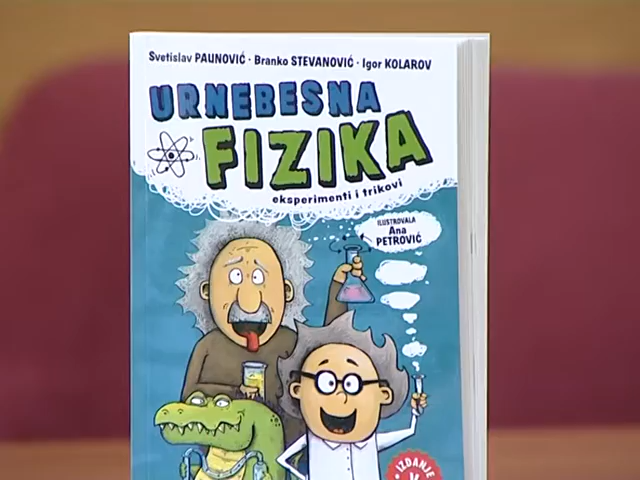 Svetislav PAUNOVIĆ · Branko STEVANOVIĆ · Igor KOLAROV
URNEBESNA
FIZIKA
eksperimenti i trikovi
ILUSTROVALA
Ana
PETROVIĆ
IZDANJE